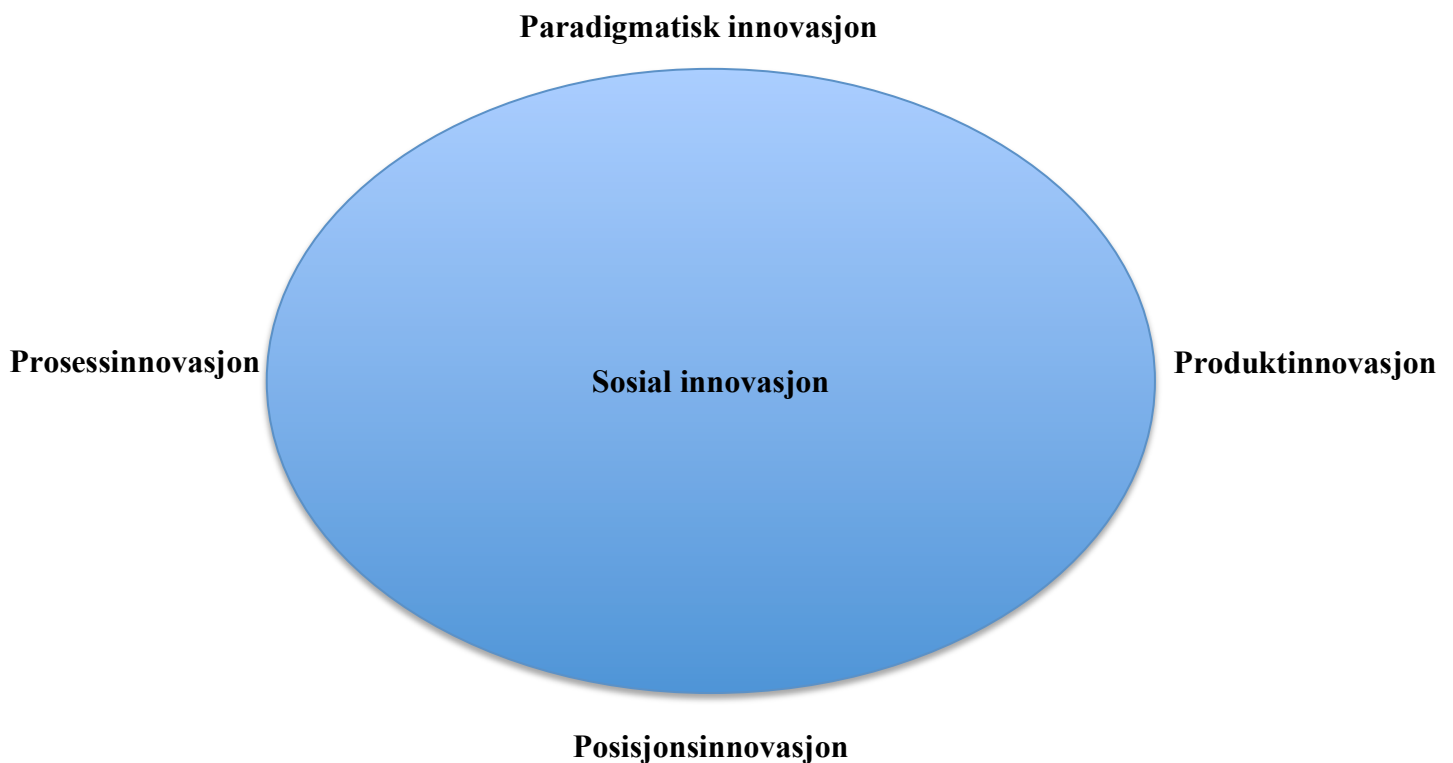 Paradigmatisk innovasjon
Prosessinnovasjon
Sosial innovasjon
Produktinnovasjon
Posisjonsinnovasjon